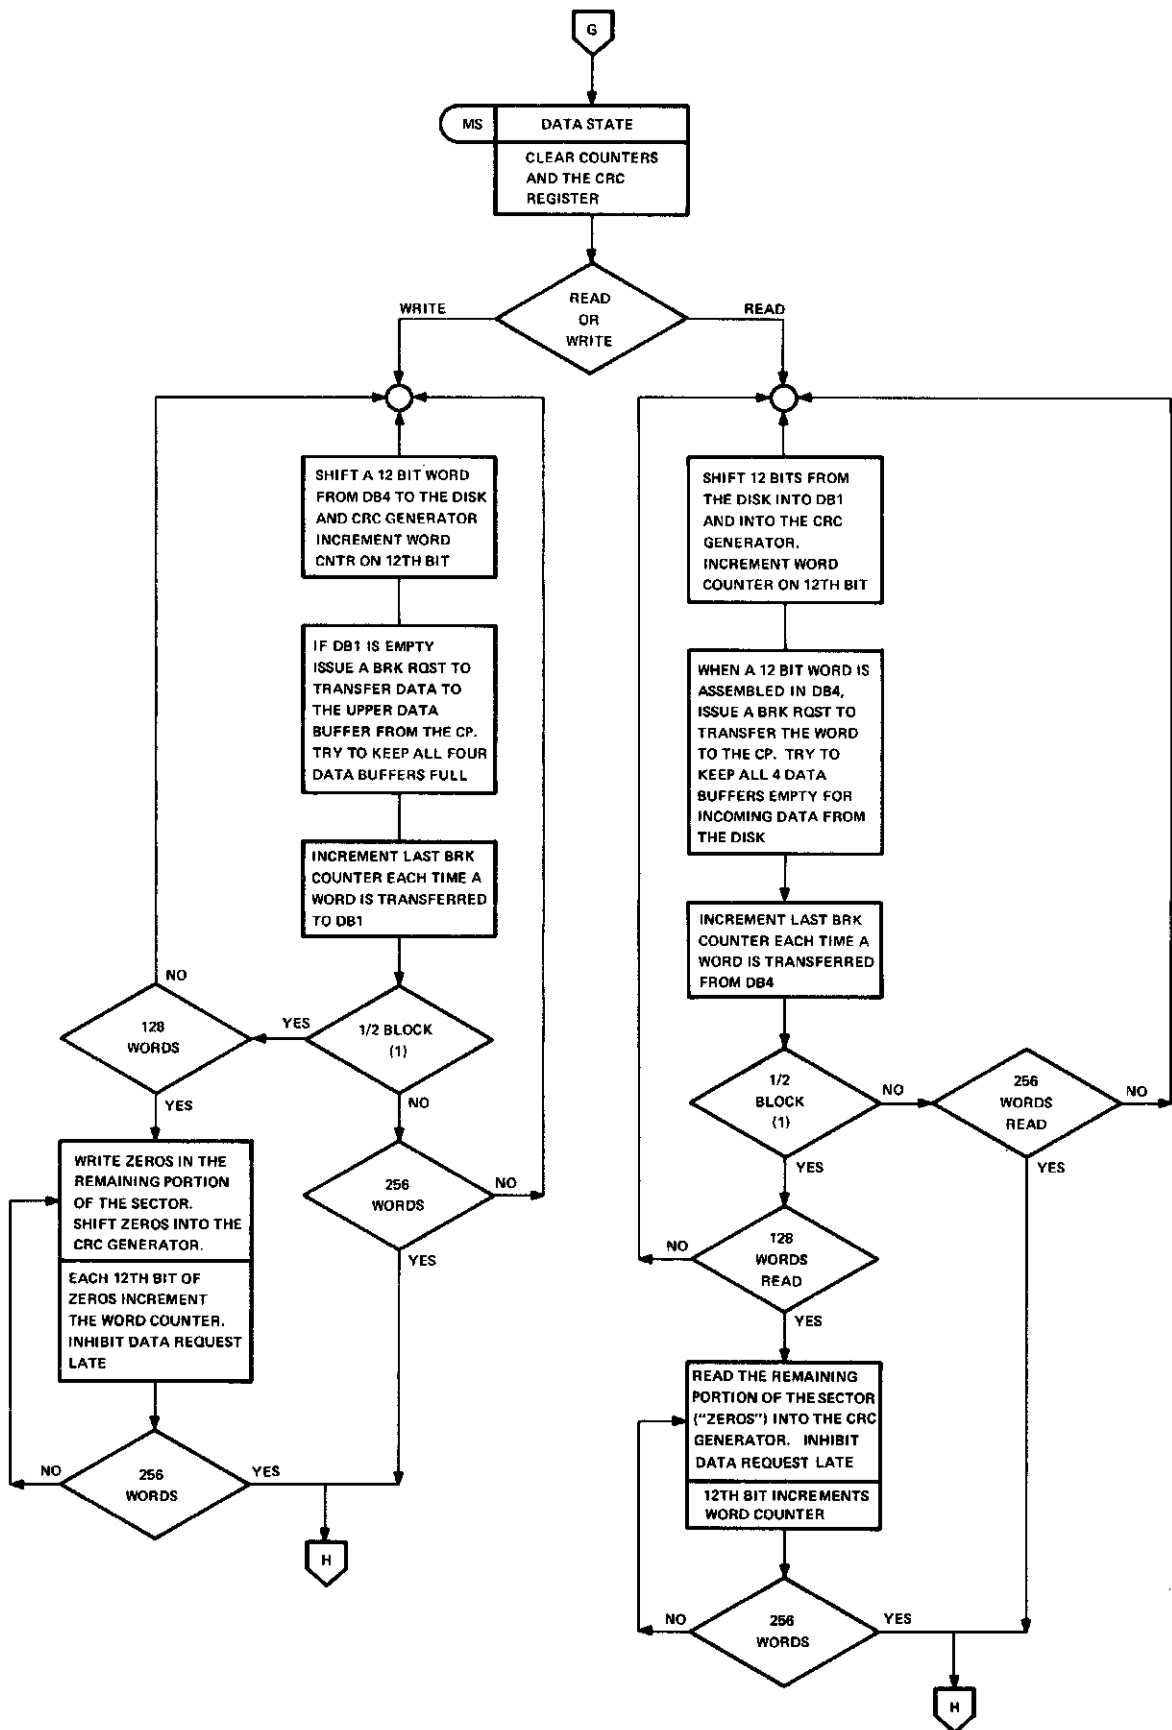 G
MS
DATA STATE
CLEAR COUNTERS
AND THE CRC
REGISTER
READ
OR
WRITE
WRITE
READ
SHIFT A 12 BIT WORD
FROM DB4 TO THE DISK
AND CRC GENERATOR
INCREMENT WORD
CNTR ON 12TH BIT
IF DB1 IS EMPTY
ISSUE A BRK RQST TO
TRANSFER DATA TO
THE UPPER DATA
BUFFER FROM THE CP.
TRY TO KEEP ALL FOUR
DATA BUFFERS FULL
INCREMENT LAST BRK
COUNTER EACH TIME A
WORD IS TRANSFERRED
TO DB1
1/2 BLOCK
(1)
YES
NO
128
WORDS
NO
YES
WRITE ZEROS IN THE
REMAINING PORTION
OF THE SECTOR.
SHIFT ZEROS INTO THE
CRC GENERATOR.
EACH 12TH BIT OF
ZEROS INCREMENT
THE WORD COUNTER.
INHIBIT DATA REQUEST
LATE
256
WORDS
NO
YES
256
WORDS
NO
YES
H
SHIFT 12 BITS FROM
THE DISK INTO DB1
AND INTO THE CRC
GENERATOR.
INCREMENT WORD
COUNTER ON 12TH BIT
WHEN A 12 BIT WORD IS
ASSEMBLED IN DB4,
ISSUE A BRK RQST TO
TRANSFER THE WORD
TO THE CP. TRY TO
KEEP ALL 4 DATA
BUFFERS EMPTY FOR
INCOMING DATA FROM
THE DISK
INCREMENT LAST BRK
COUNTER EACH TIME A
WORD IS TRANSFERRED
FROM DB4
1/2
BLOCK
(1)
NO
YES
256
WORDS
READ
NO
YES
128
WORDS
READ
NO
YES
READ THE REMAINING
PORTION OF THE SECTOR
("ZEROS") INTO THE CRC
GENERATOR. INHIBIT
DATA REQUEST LATE
12TH BIT INCREMENTS
WORD COUNTER
256
WORDS
NO
YES
H